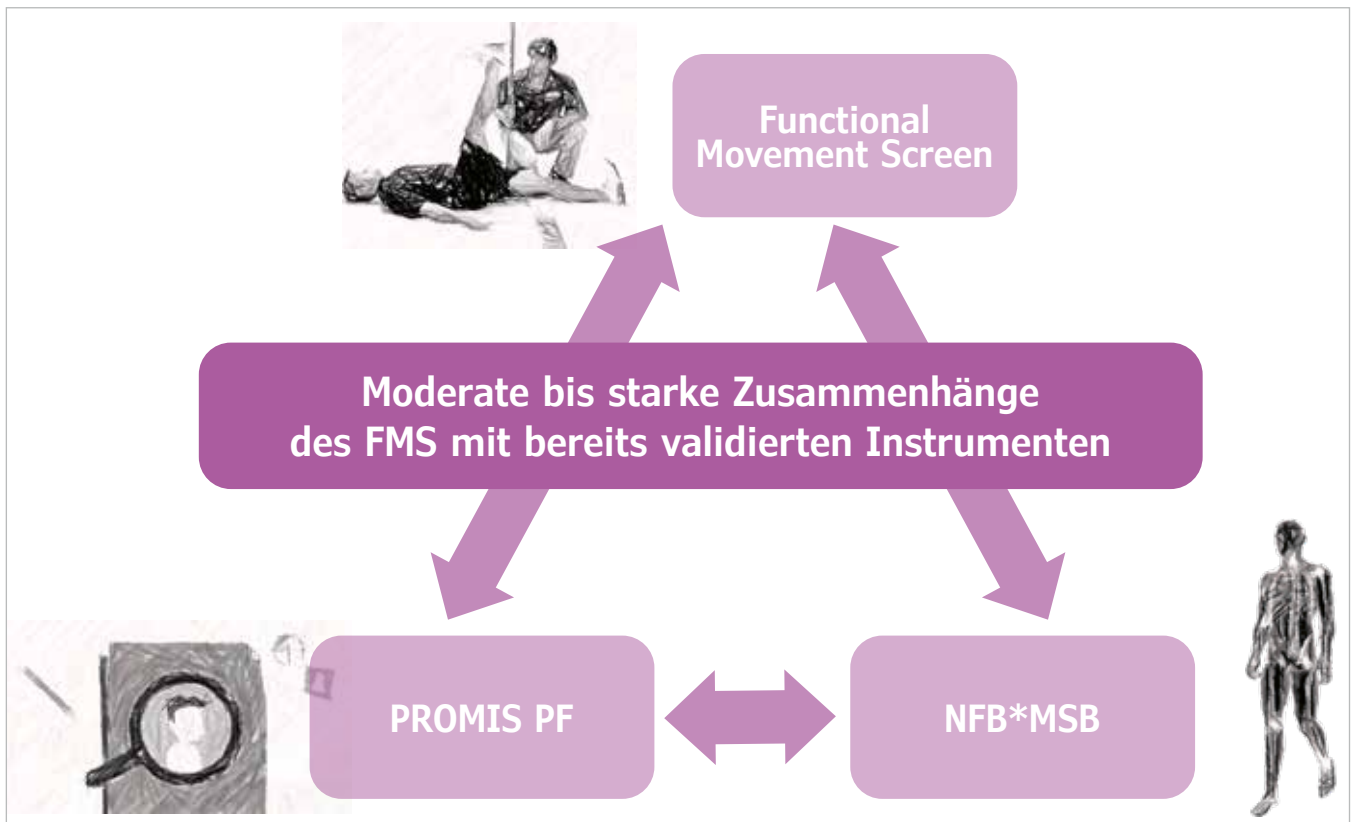 Functional
Movement Screen
Moderate bis starke Zusammenhänge
des FMS mit bereits validierten Instrumenten
PROMIS PF
NFB*MSB